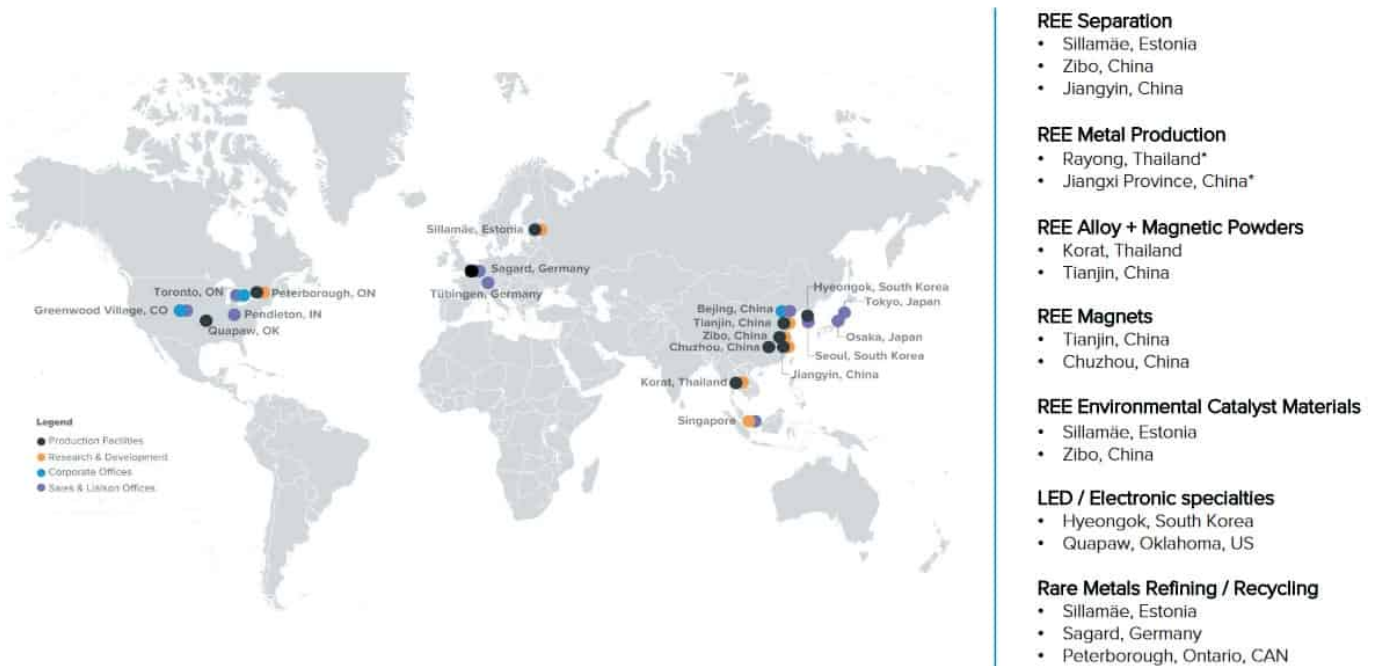 Sillamäe, Estonia
Sagard, Germany
Tübingen, Germany
Toronto, ON
Peterborough, ON
Greenwood Village, CO
Pendleton, IN
Quapaw, OK
Hyeongok, South Korea
Tokyo, Japan
Bejing, China
Tianjin, China
Zibo, China
Osaka, Japan
Chuzhou, China
Seoul, South Korea
Jiangyin, China
Korat, Thailand
Singapore
Legend
Production Facilities
Research & Development
Corporate Offices
Sales & Liaison Offices
REE Separation
• Sillamäe, Estonia
• Zibo, China
• Jiangyin, China
REE Metal Production
• Rayong, Thailand*
• Jiangxi Province, China*
REE Alloy + Magnetic Powders
• Korat, Thailand
• Tianjin, China
REE Magnets
• Tianjin, China
• Chuzhou, China
REE Environmental Catalyst Materials
• Sillamäe, Estonia
• Zibo, China
LED / Electronic specialties
• Hyeongok, South Korea
• Quapaw, Oklahoma, US
Rare Metals Refining / Recycling
• Sillamäe, Estonia
• Sagard, Germany
• Peterborough, Ontario, CAN